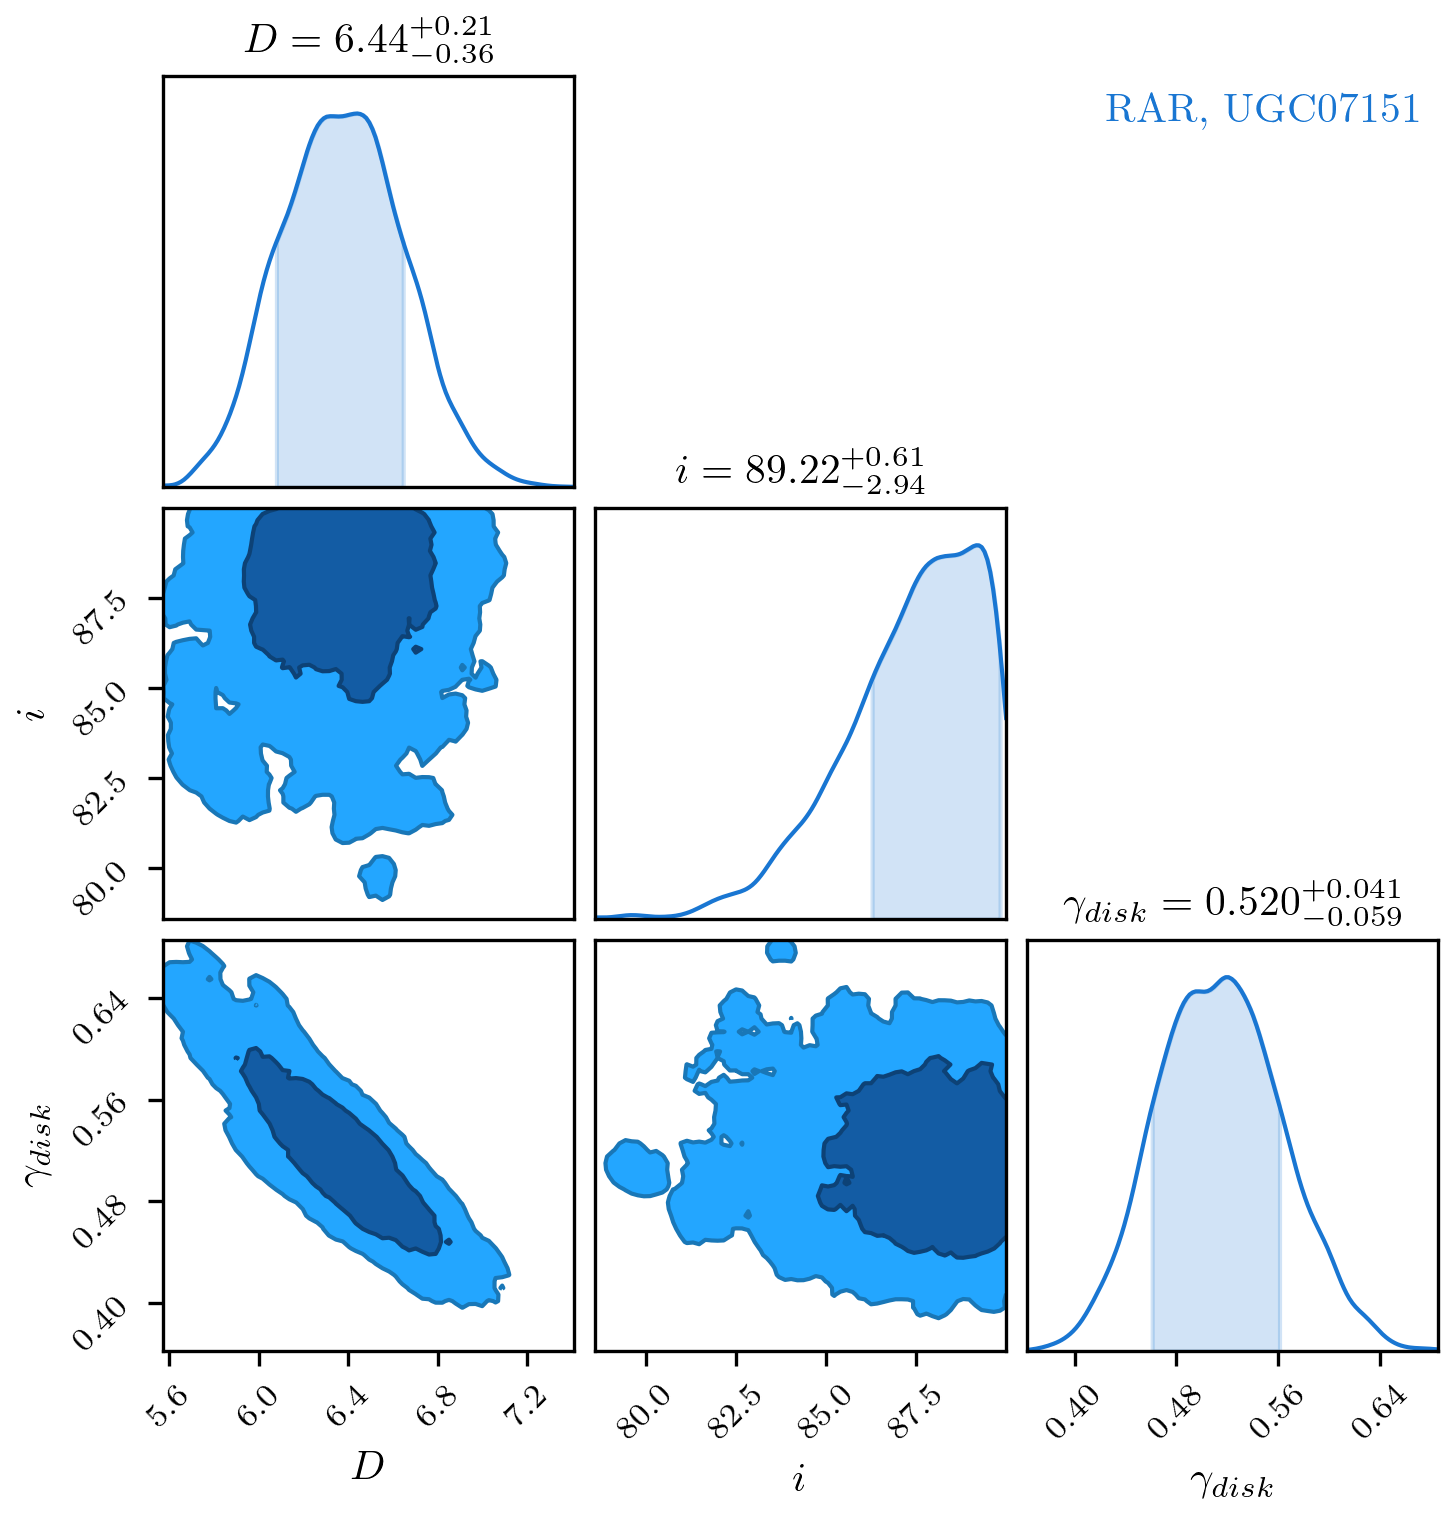 D = 6.44^{+0.21}_{-0.36}
RAR, UGC07151
i = 89.22^{+0.61}_{-2.94}
87.5
85.0
82.5
80.0
i
γ_{disk} = 0.520^{+0.041}_{-0.059}
0.64
0.56
0.48
0.40
γ_{disk}
5.6 6.0 6.4 6.8 7.2
80.0 82.5 85.0 87.5
0.40 0.48 0.56 0.64
D
i
γ_{disk}